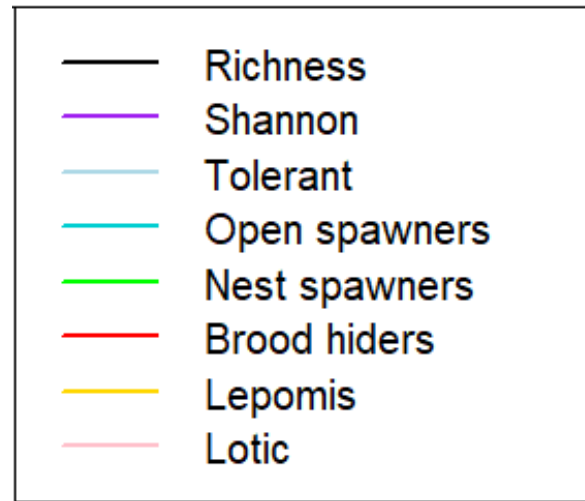 Richness
Shannon
Tolerant
Open spawners
Nest spawners
Brood hiders
Lepomis
Lotic